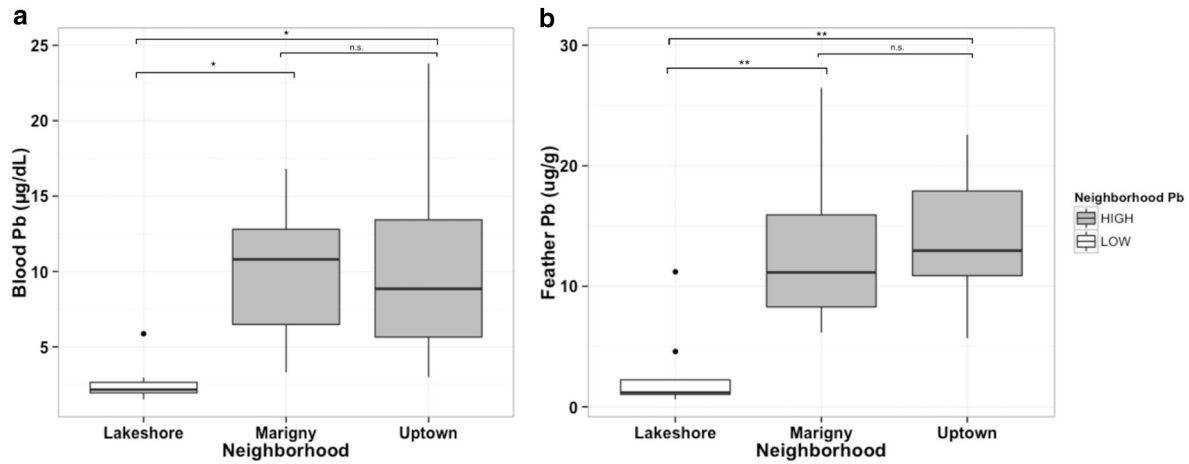 a
Blood Pb (µg/dL)
25
20
15
10
5
*
n.s.
*
Lakeshore Marigny Uptown
Neighborhood
b
Feather Pb (ug/g)
30
20
10
0
**
n.s.
**
Lakeshore Marigny Uptown
Neighborhood
Neighborhood Pb
HIGH
LOW